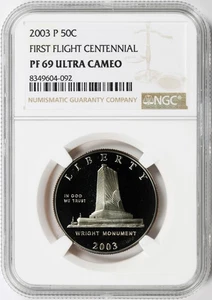 2003 P 50C
FIRST FLIGHT CENTENNIAL
PF 69 ULTRA CAMEO
8349604-092
NUMISMATIC GUARANTY COMPANY
NGC
LIBERTY
IN GOD
WE TRUST
WRIGHT MONUMENT
2003